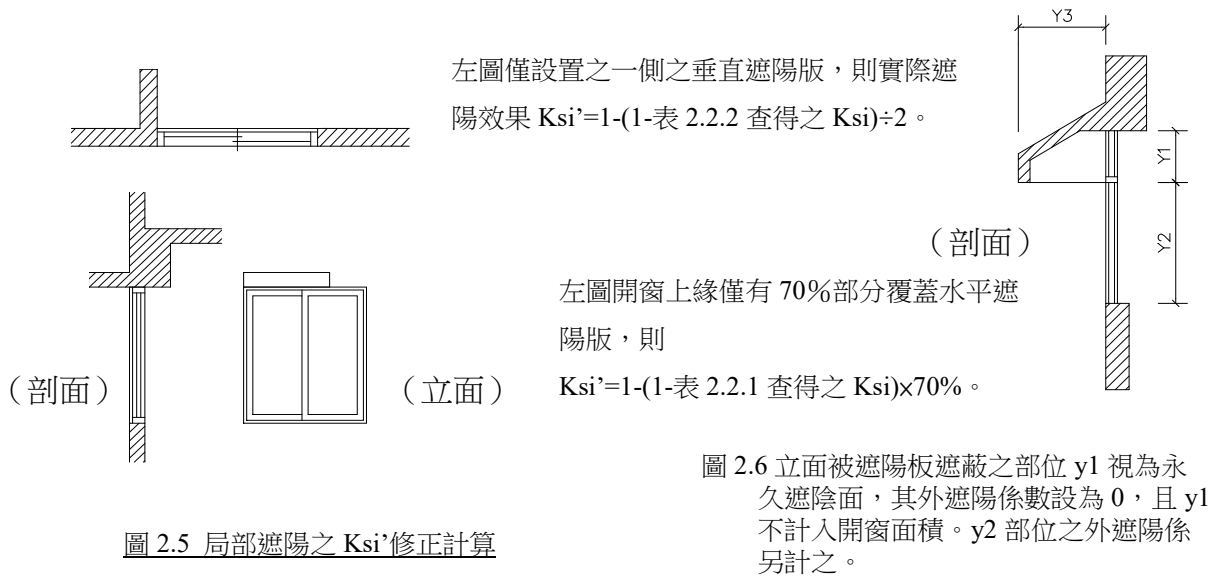 左圖僅設置之一側之垂直遮陽版，則實際遮
陽效果 Ksi’=1-(1-表 2.2.2 查得之 Ksi)÷2。
（剖面）
（立面）
左圖開窗上緣僅有 70%部分覆蓋水平遮
陽版，則
Ksi’=1-(1-表 2.2.1 查得之 Ksi)×70%。
圖 2.5 局部遮陽之 Ksi’修正計算
Y3
Y1
Y2
（剖面）
圖 2.6 立面被遮陽板遮蔽之部位 y1 視為永
久遮陰面，其外遮陽係數設為 0，且 y1
不計入開窗面積。y2 部位之外遮陽係
另計之。